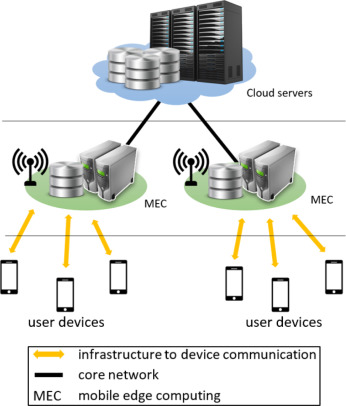 Cloud servers
MEC
MEC
user devices
user devices
infrastructure to device communication
core network
MEC mobile edge computing